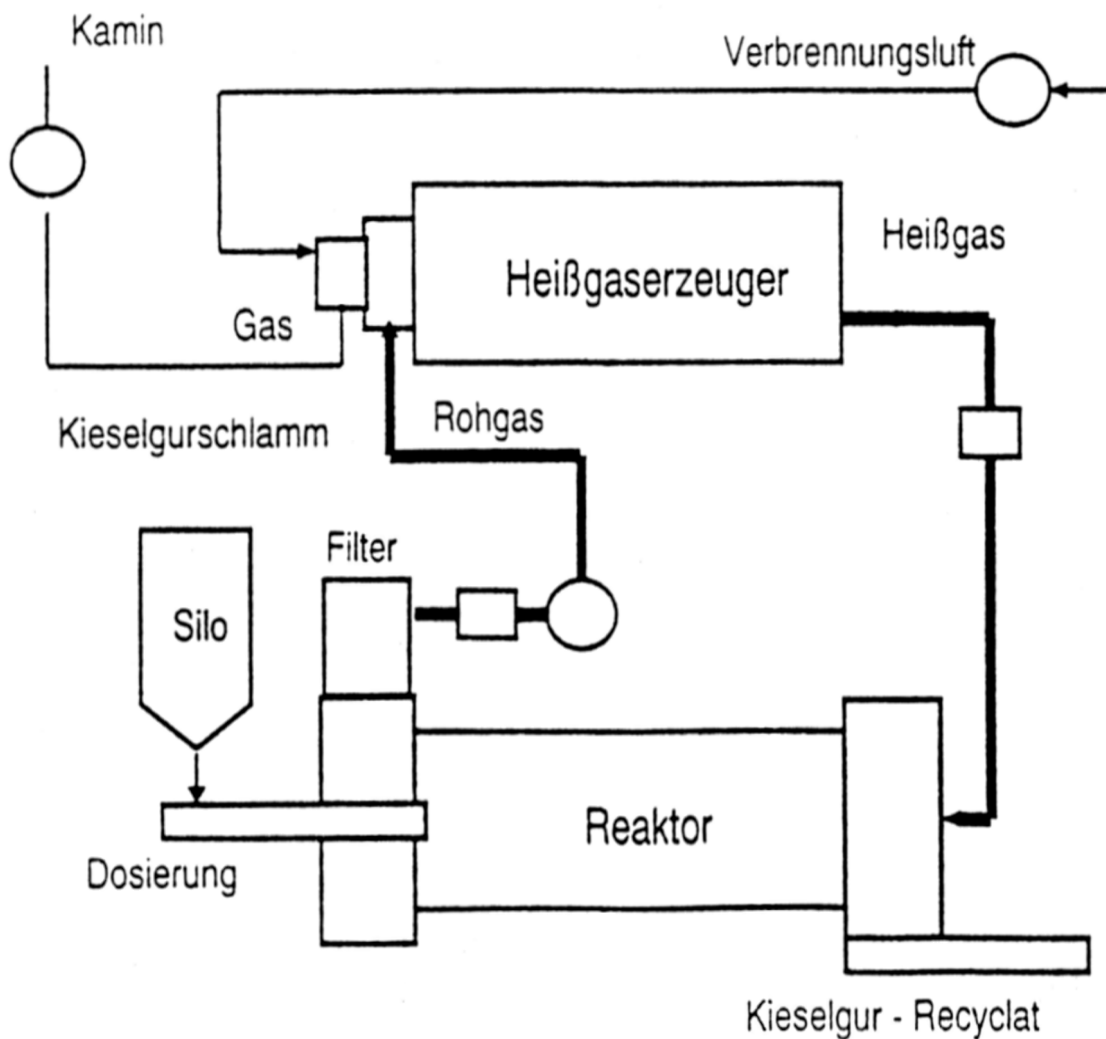 Kamin
Verbrennungsluft
Heißgas
Heißgaserzeuger
Gas
Rohgas
Kieselgurschlamm
Filter
Silo
Reaktor
Dosierung
Kieselgur - Recyclat